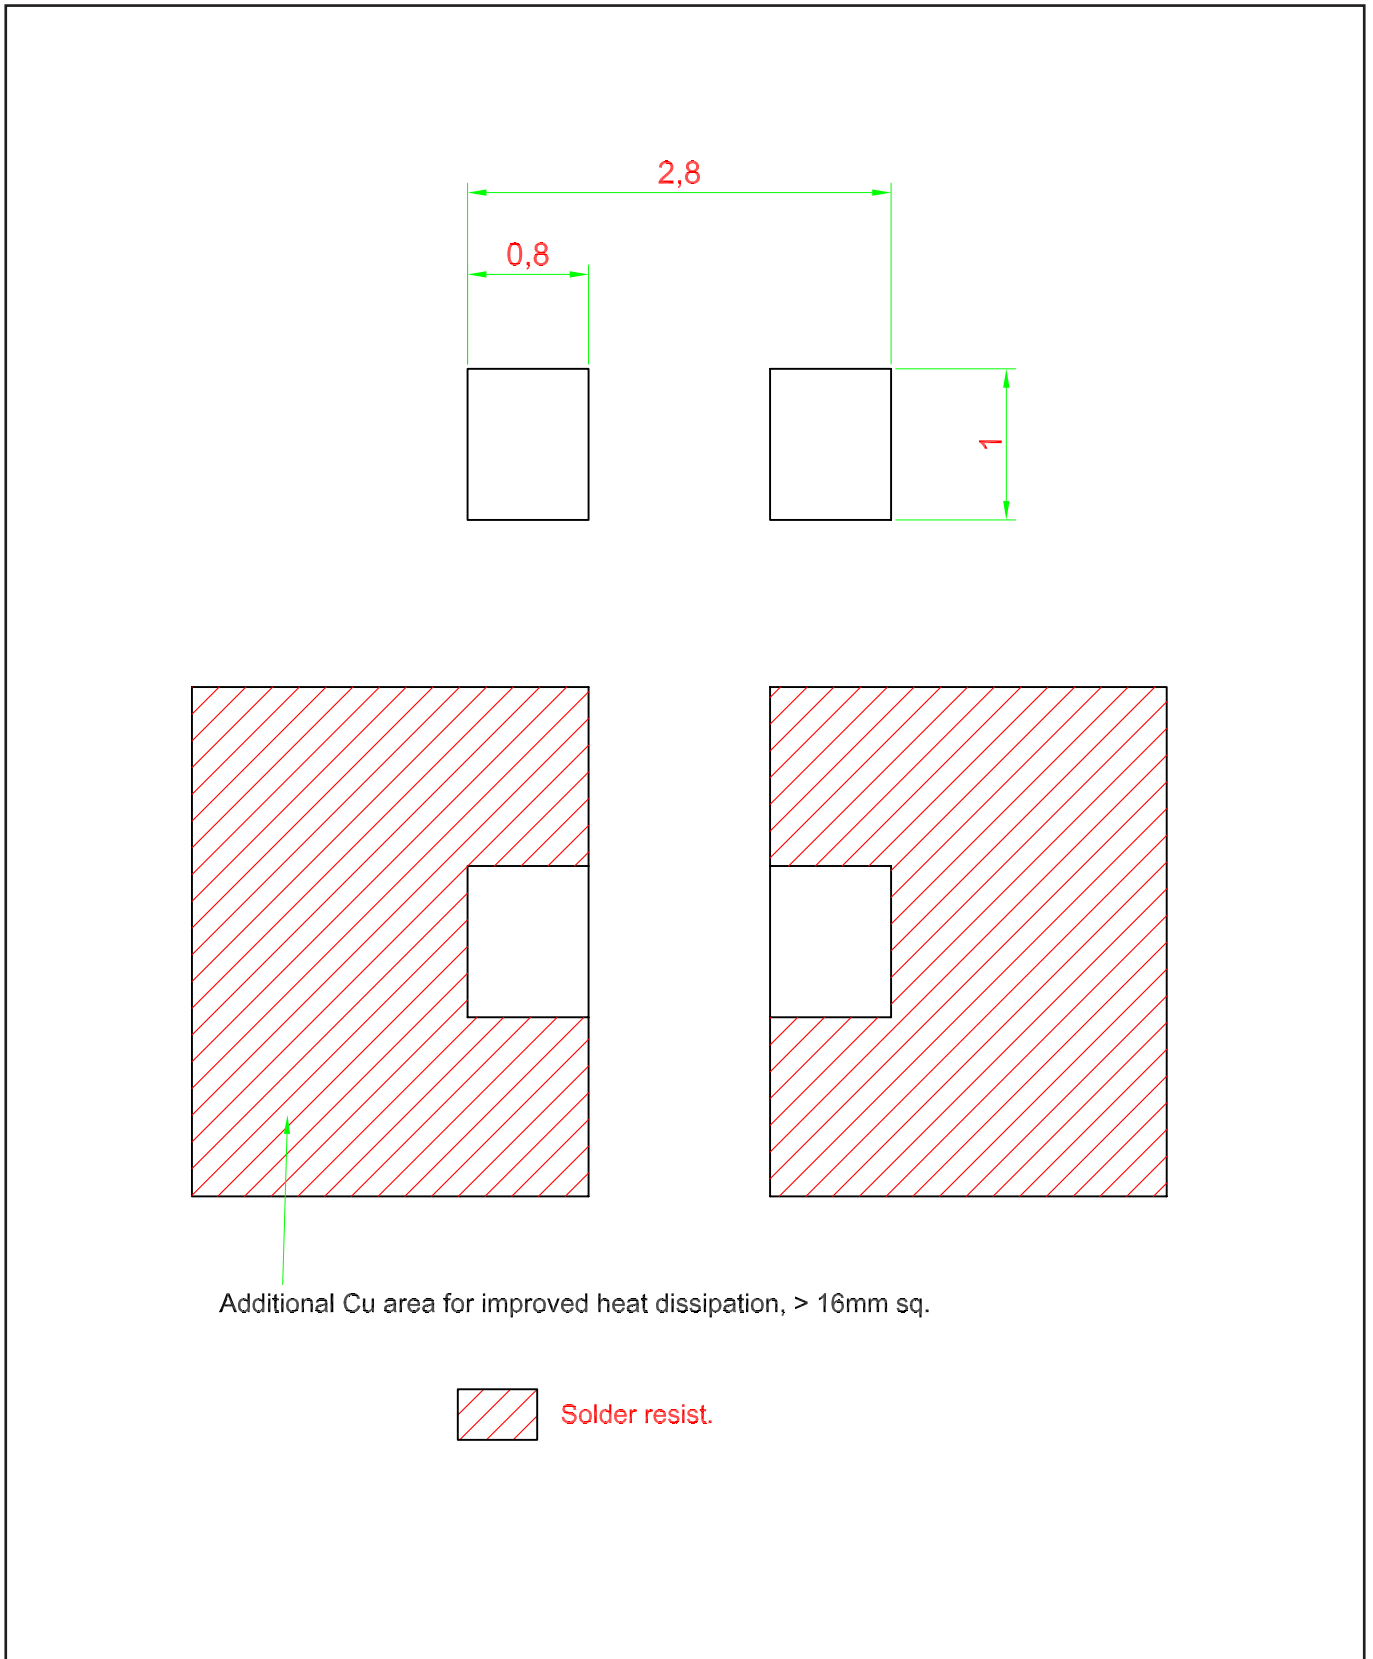 2,8
0,8
1
Additional Cu area for improved heat dissipation, > 16mm sq.
Solder resist.